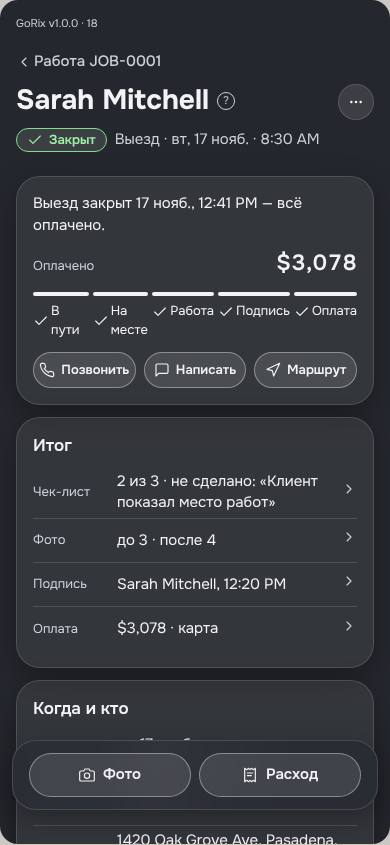 GoRix v1.0.0 · 18
Работа JOB-0001
Sarah Mitchell ?
Закрыт Выезд · вт, 17 нояб. · 8:30 AM
Выезд закрыт 17 нояб., 12:41 PM — всё
оплачено.
Оплачено $3,078
В пути На месте Работа Подпись Оплата
Позвонить Написать Маршрут
Итог
Чек-лист 2 из 3 · не сделано: «Клиент
показал место работ»
Фото до 3 · после 4
Подпись Sarah Mitchell, 12:20 PM
Оплата $3,078 · карта
Когда и кто
Фото Расход
1420 Oak Grove Ave, Pasadena,